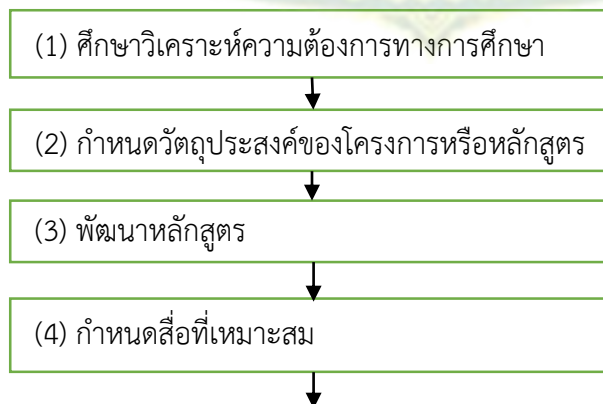 (1) ศึกษาวิเคราะห์ความต้องการทางการศึกษา
(2) กำหนดวัตถุประสงค์ของโครงการหรือหลักสูตร
(3) พัฒนาหลักสูตร
(4) กำหนดสื่อที่เหมาะสม